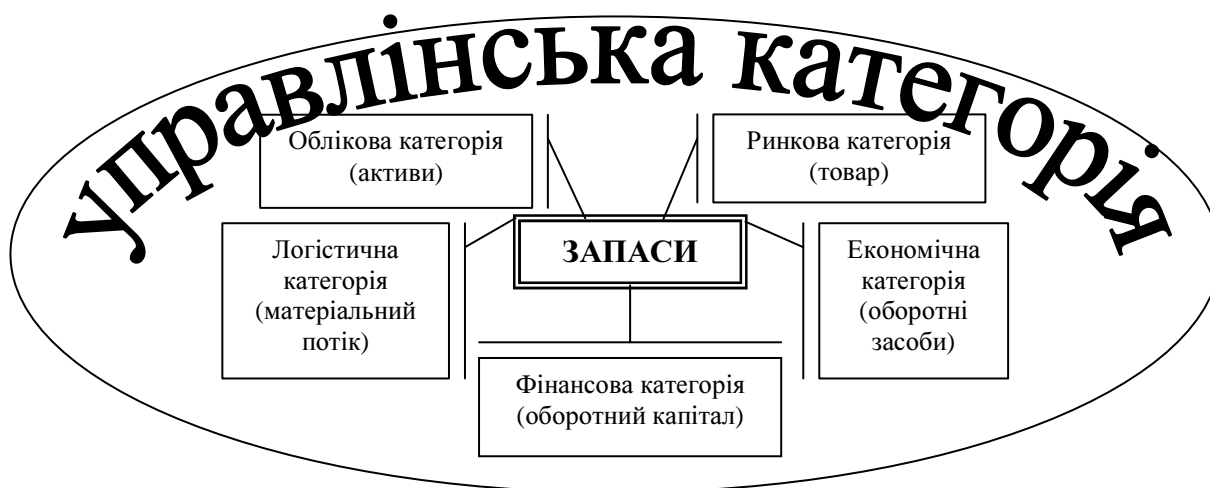 управлінська категорія
Облікова категорія
(активи)
Ринкова категорія
(товар)
ЗАПАСИ
Логістична
категорія
(матеріальний
потік)
Економічна
категорія
(оборотні
засоби)
Фінансова категорія
(оборотний капітал)